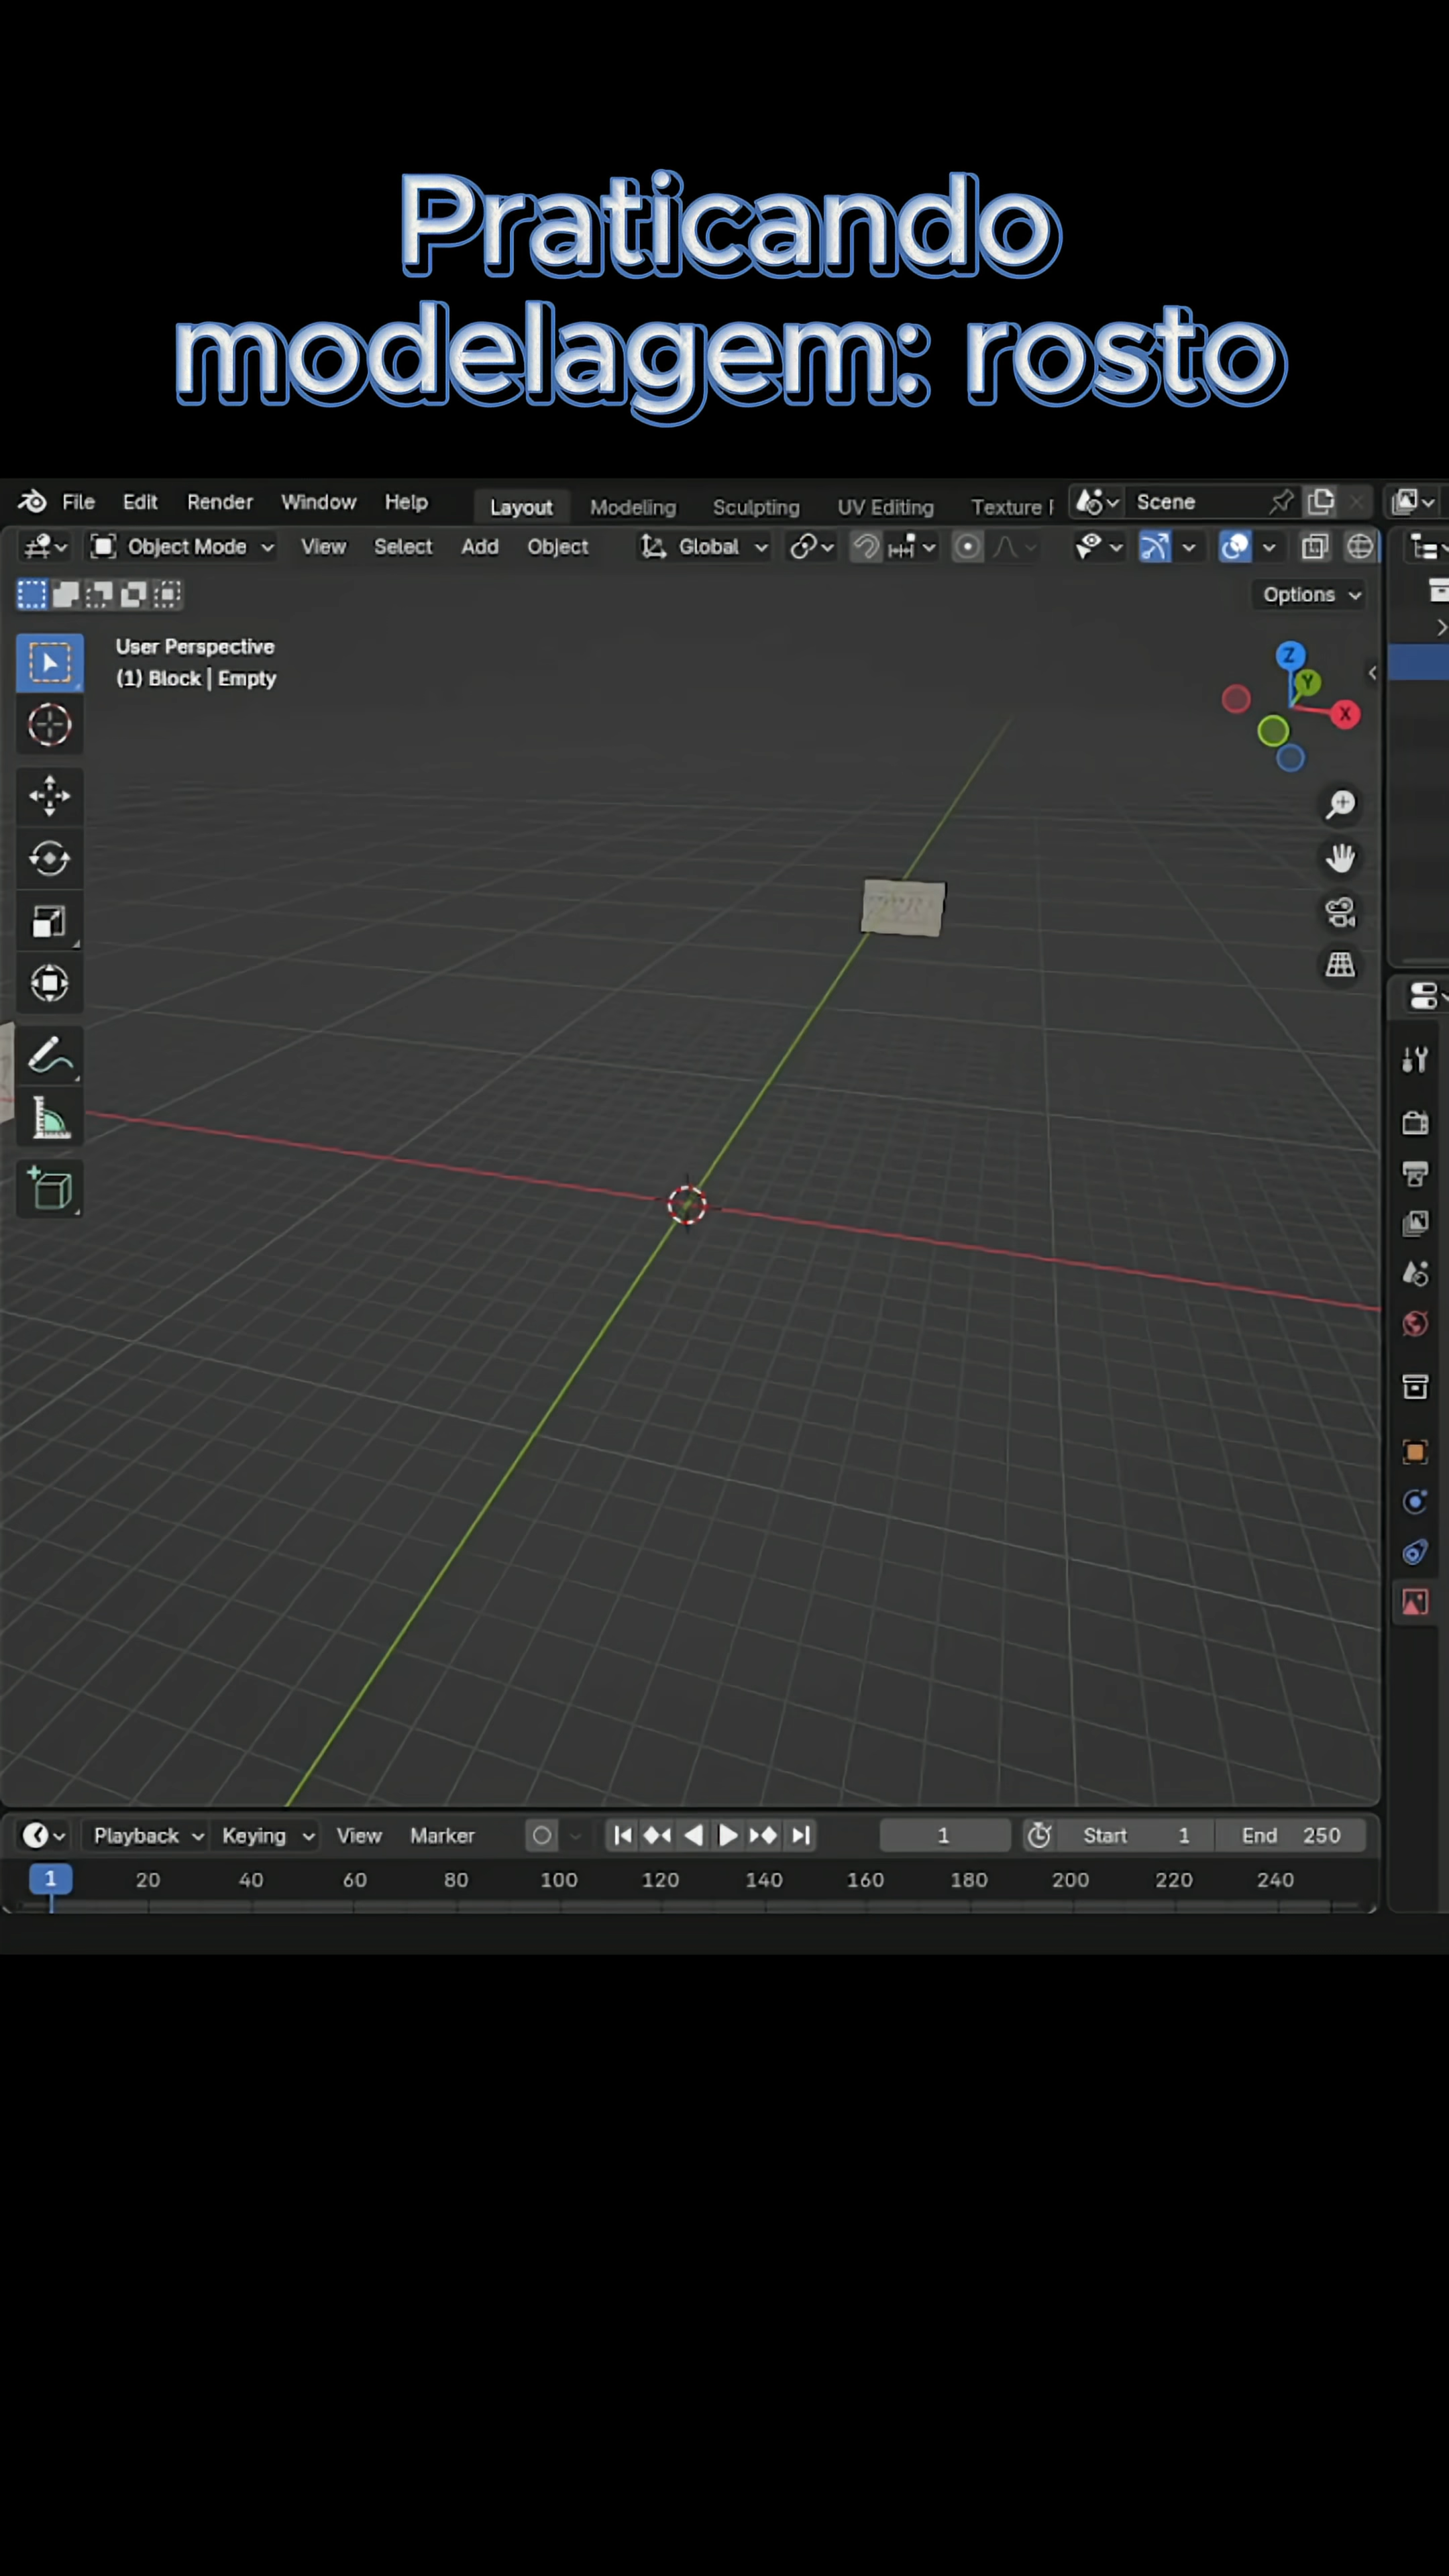 Praticando
modelagem: rosto
File Edit Render Window Help Layout Modeling Sculpting UV Editing Texture Scene
Object Mode View Select Add Object Global
Options
User Perspective
(1) Block | Empty
Z
Y
X
Playback Keying View Marker 1 Start 1 End 250
1 20 40 60 80 100 120 140 160 180 200 220 240